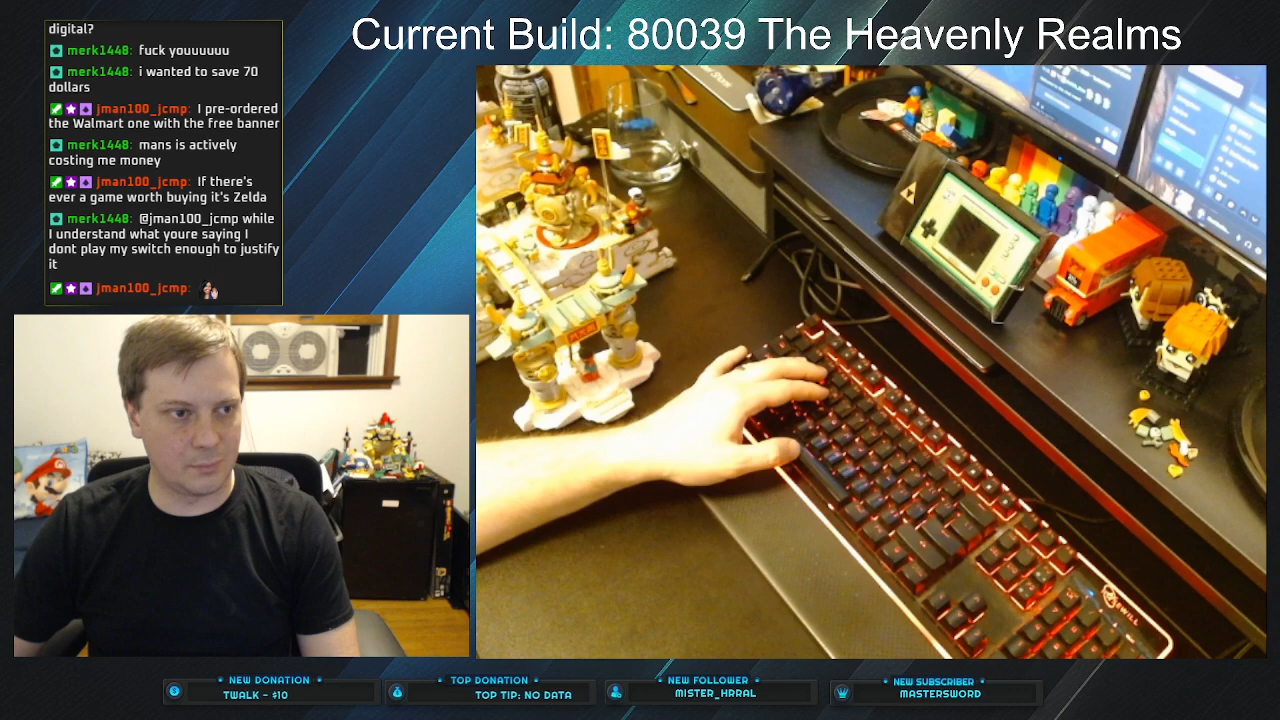 Current Build: 80039 The Heavenly Realms
digital?
merk1448: fuck youuuuuu
merk1448: i wanted to save 70
dollars
jman100_jcmp: I pre-ordered
the Walmart one with the free banner
merk1448: mans is actively
costing me money
jman100_jcmp: If there's
ever a game worth buying it's Zelda
merk1448: @jman100_jcmp while
I understand what youre saying I
dont play my switch enough to justify
it
jman100_jcmp:
NEW DONATION
TWALK - $10
TOP DONATION
TOP TIP: NO DATA
NEW FOLLOWER
MISTER_HRRAL
NEW SUBSCRIBER
MASTERSWORD